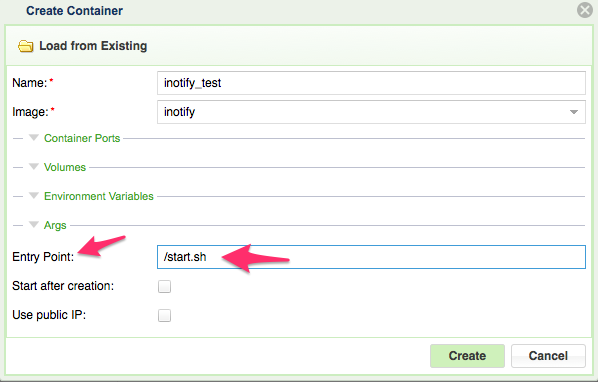 Create Container
Load from Existing
Name:* inotify_test
Image:* inotify
Container Ports
Volumes
Environment Variables
Args
Entry Point: /start.sh
Start after creation:
Use public IP:
Create Cancel